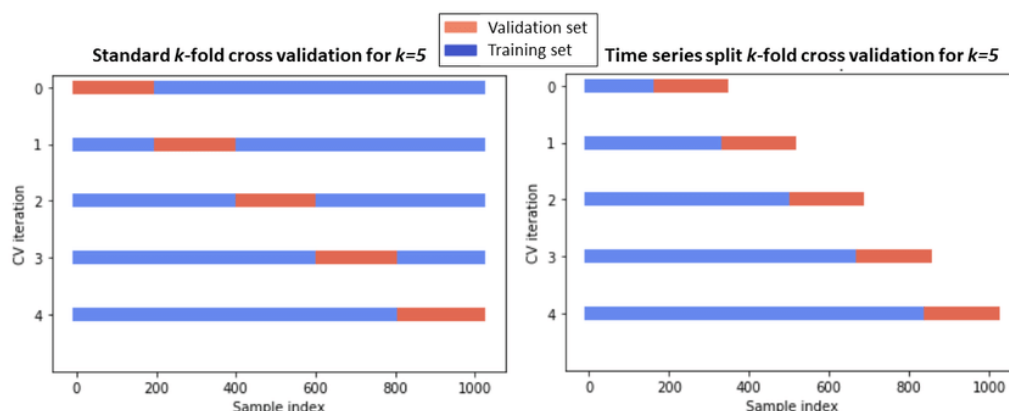 Validation set
Training set
Standard k-fold cross validation for k=5
0
1
2
3
4
CV iteration
0 200 400 600 800 1000
Sample index
Time series split k-fold cross validation for k=5
0
1
2
3
4
CV iteration
0 200 400 600 800 1000
Sample index